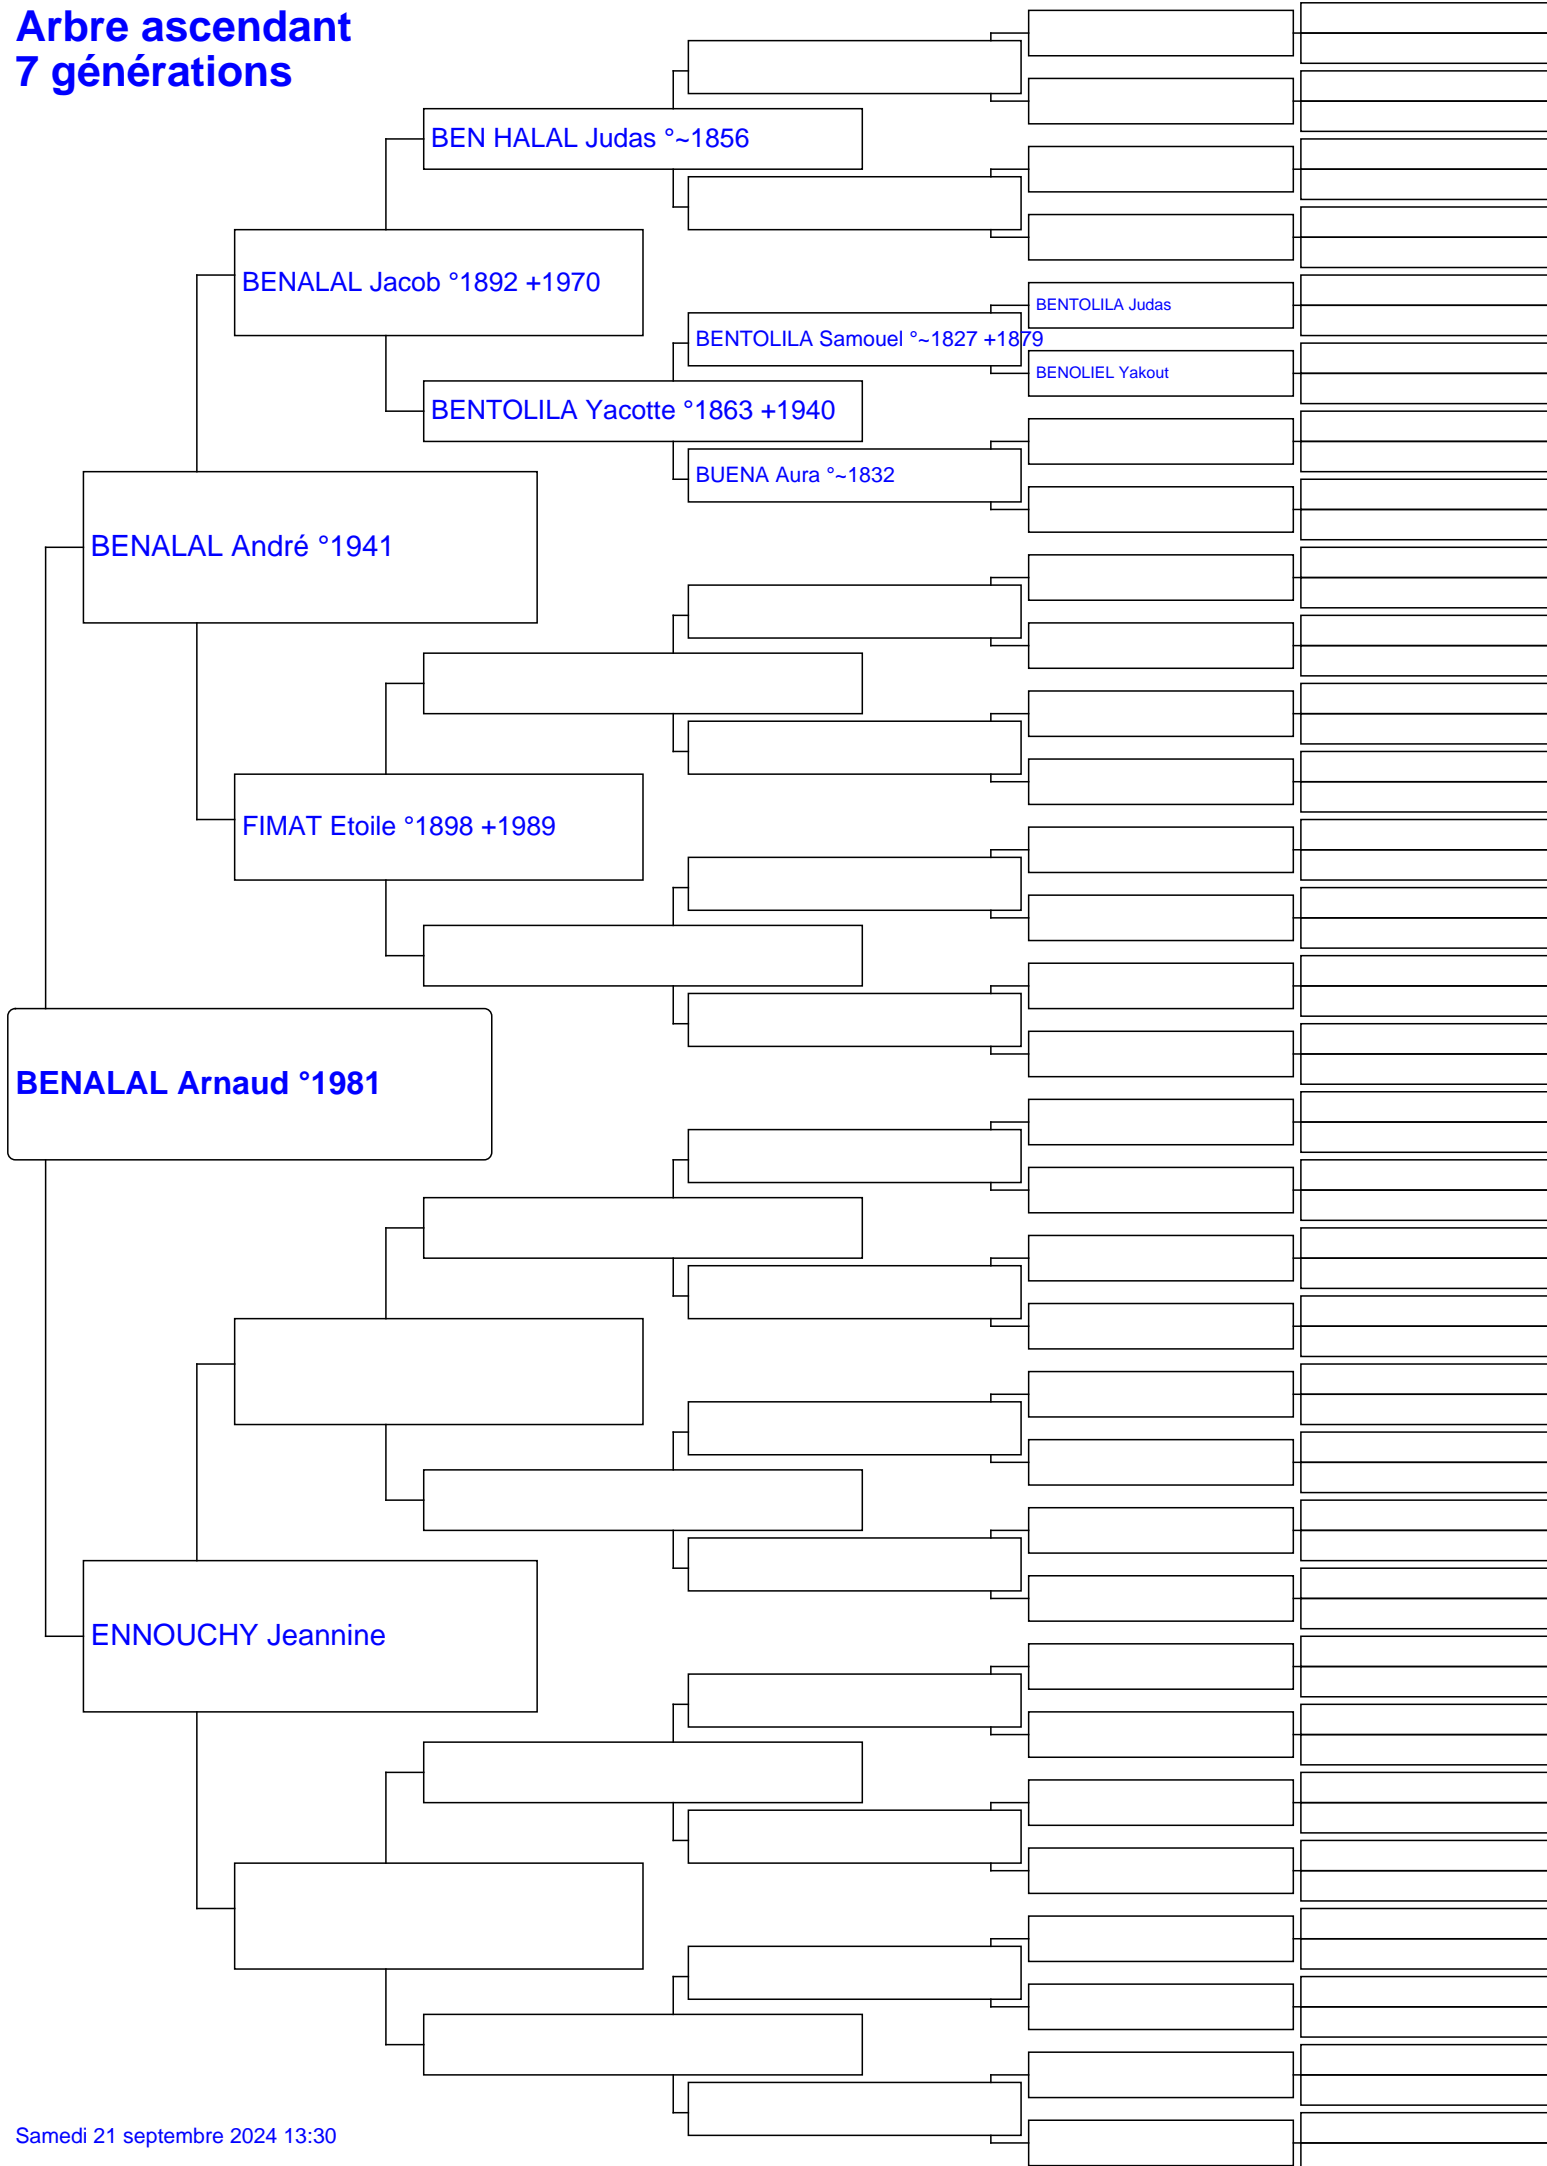 Arbre ascendant
7 générations
BEN HALAL Judas °~1856
BENALAL Jacob °1892 +1970
BENTOLILA Judas
BENTOLILA Samouel °~1827 +1879
BENOLIEL Yakout
BENTOLILA Yacotte °1863 +1940
BUENA Aura °~1832
BENALAL André °1941
FIMAT Etoile °1898 +1989
BENALAL Arnaud °1981
ENNOUCHY Jeannine
Samedi 21 septembre 2024 13:30